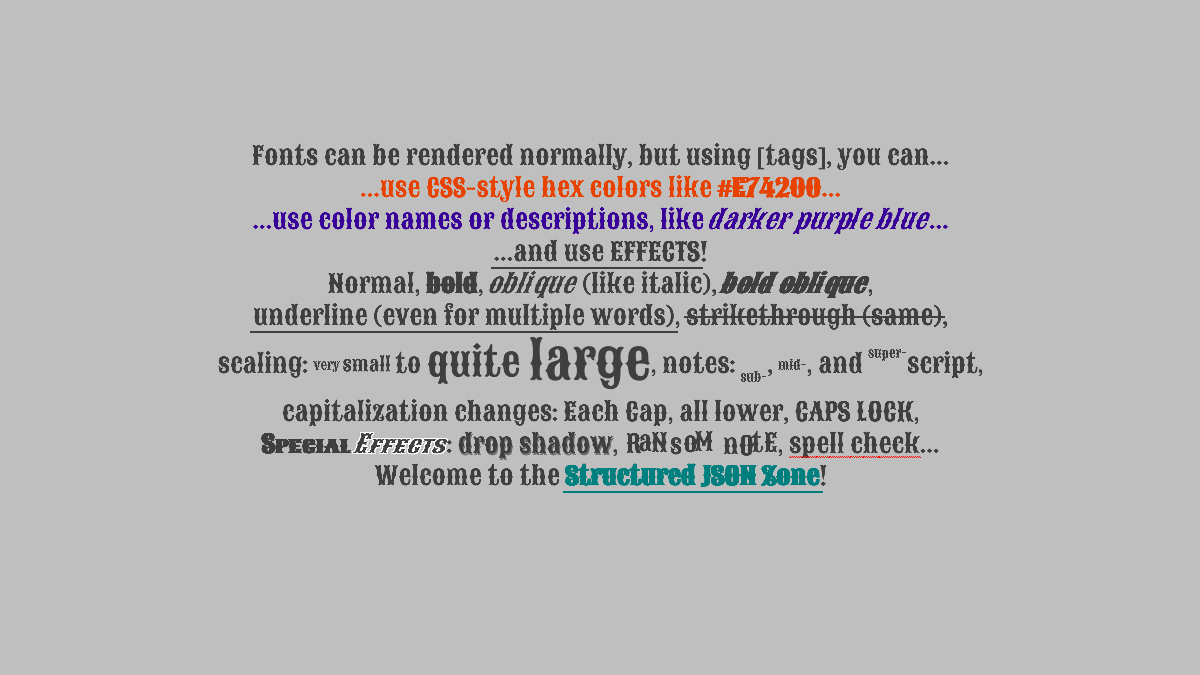 Fonts can be rendered normally, but using [tags], you can...
...use CSS-style hex colors like #E74200...
...use color names or descriptions, like darker purple blue...
...and use EFFECTS!
Normal, bold, oblique (like italic), bold oblique,
underline (even for multiple words), strikethrough (same),
scaling: very small to quite large, notes: sub-, mid-, and super-script,
capitalization changes: Each Cap, all lower, CAPS LOCK,
Special Effects: drop shadow, RaNsoM nOtE, spell check...
Welcome to the Structured JSON Zone!